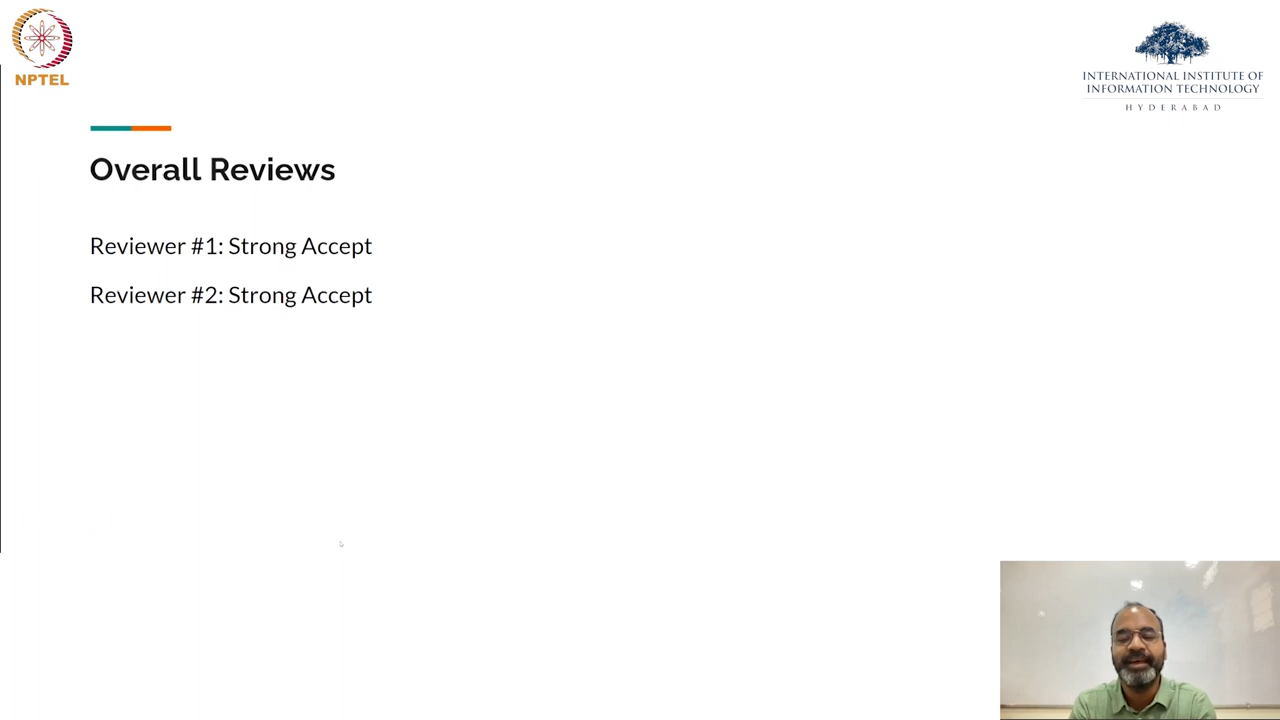 NPTEL
INTERNATIONAL INSTITUTE OF
INFORMATION TECHNOLOGY
HYDERABAD
Overall Reviews
Reviewer #1: Strong Accept
Reviewer #2: Strong Accept